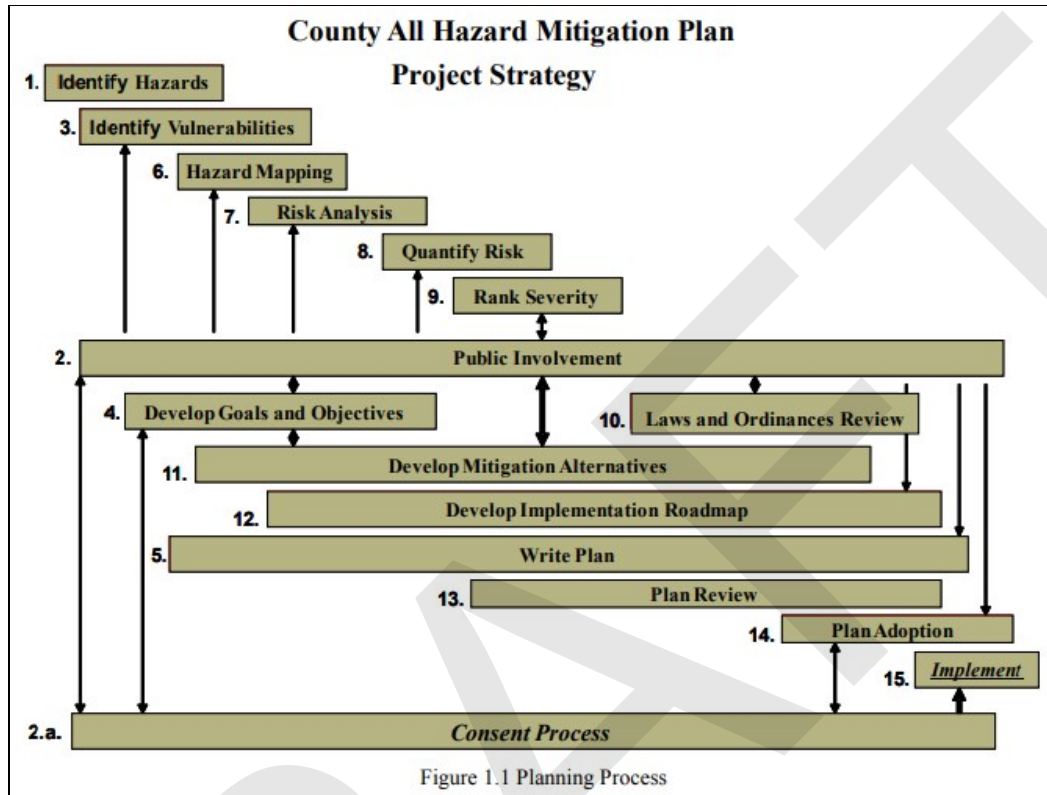 County All Hazard Mitigation Plan
Project Strategy
1. Identify Hazards
3. Identify Vulnerabilities
6. Hazard Mapping
7. Risk Analysis
8. Quantify Risk
9. Rank Severity
2. Public Involvement
4. Develop Goals and Objectives
10. Laws and Ordinances Review
11. Develop Mitigation Alternatives
12. Develop Implementation Roadmap
5. Write Plan
13. Plan Review
14. Plan Adoption
15. Implement
2.a. Consent Process
Figure 1.1 Planning Process